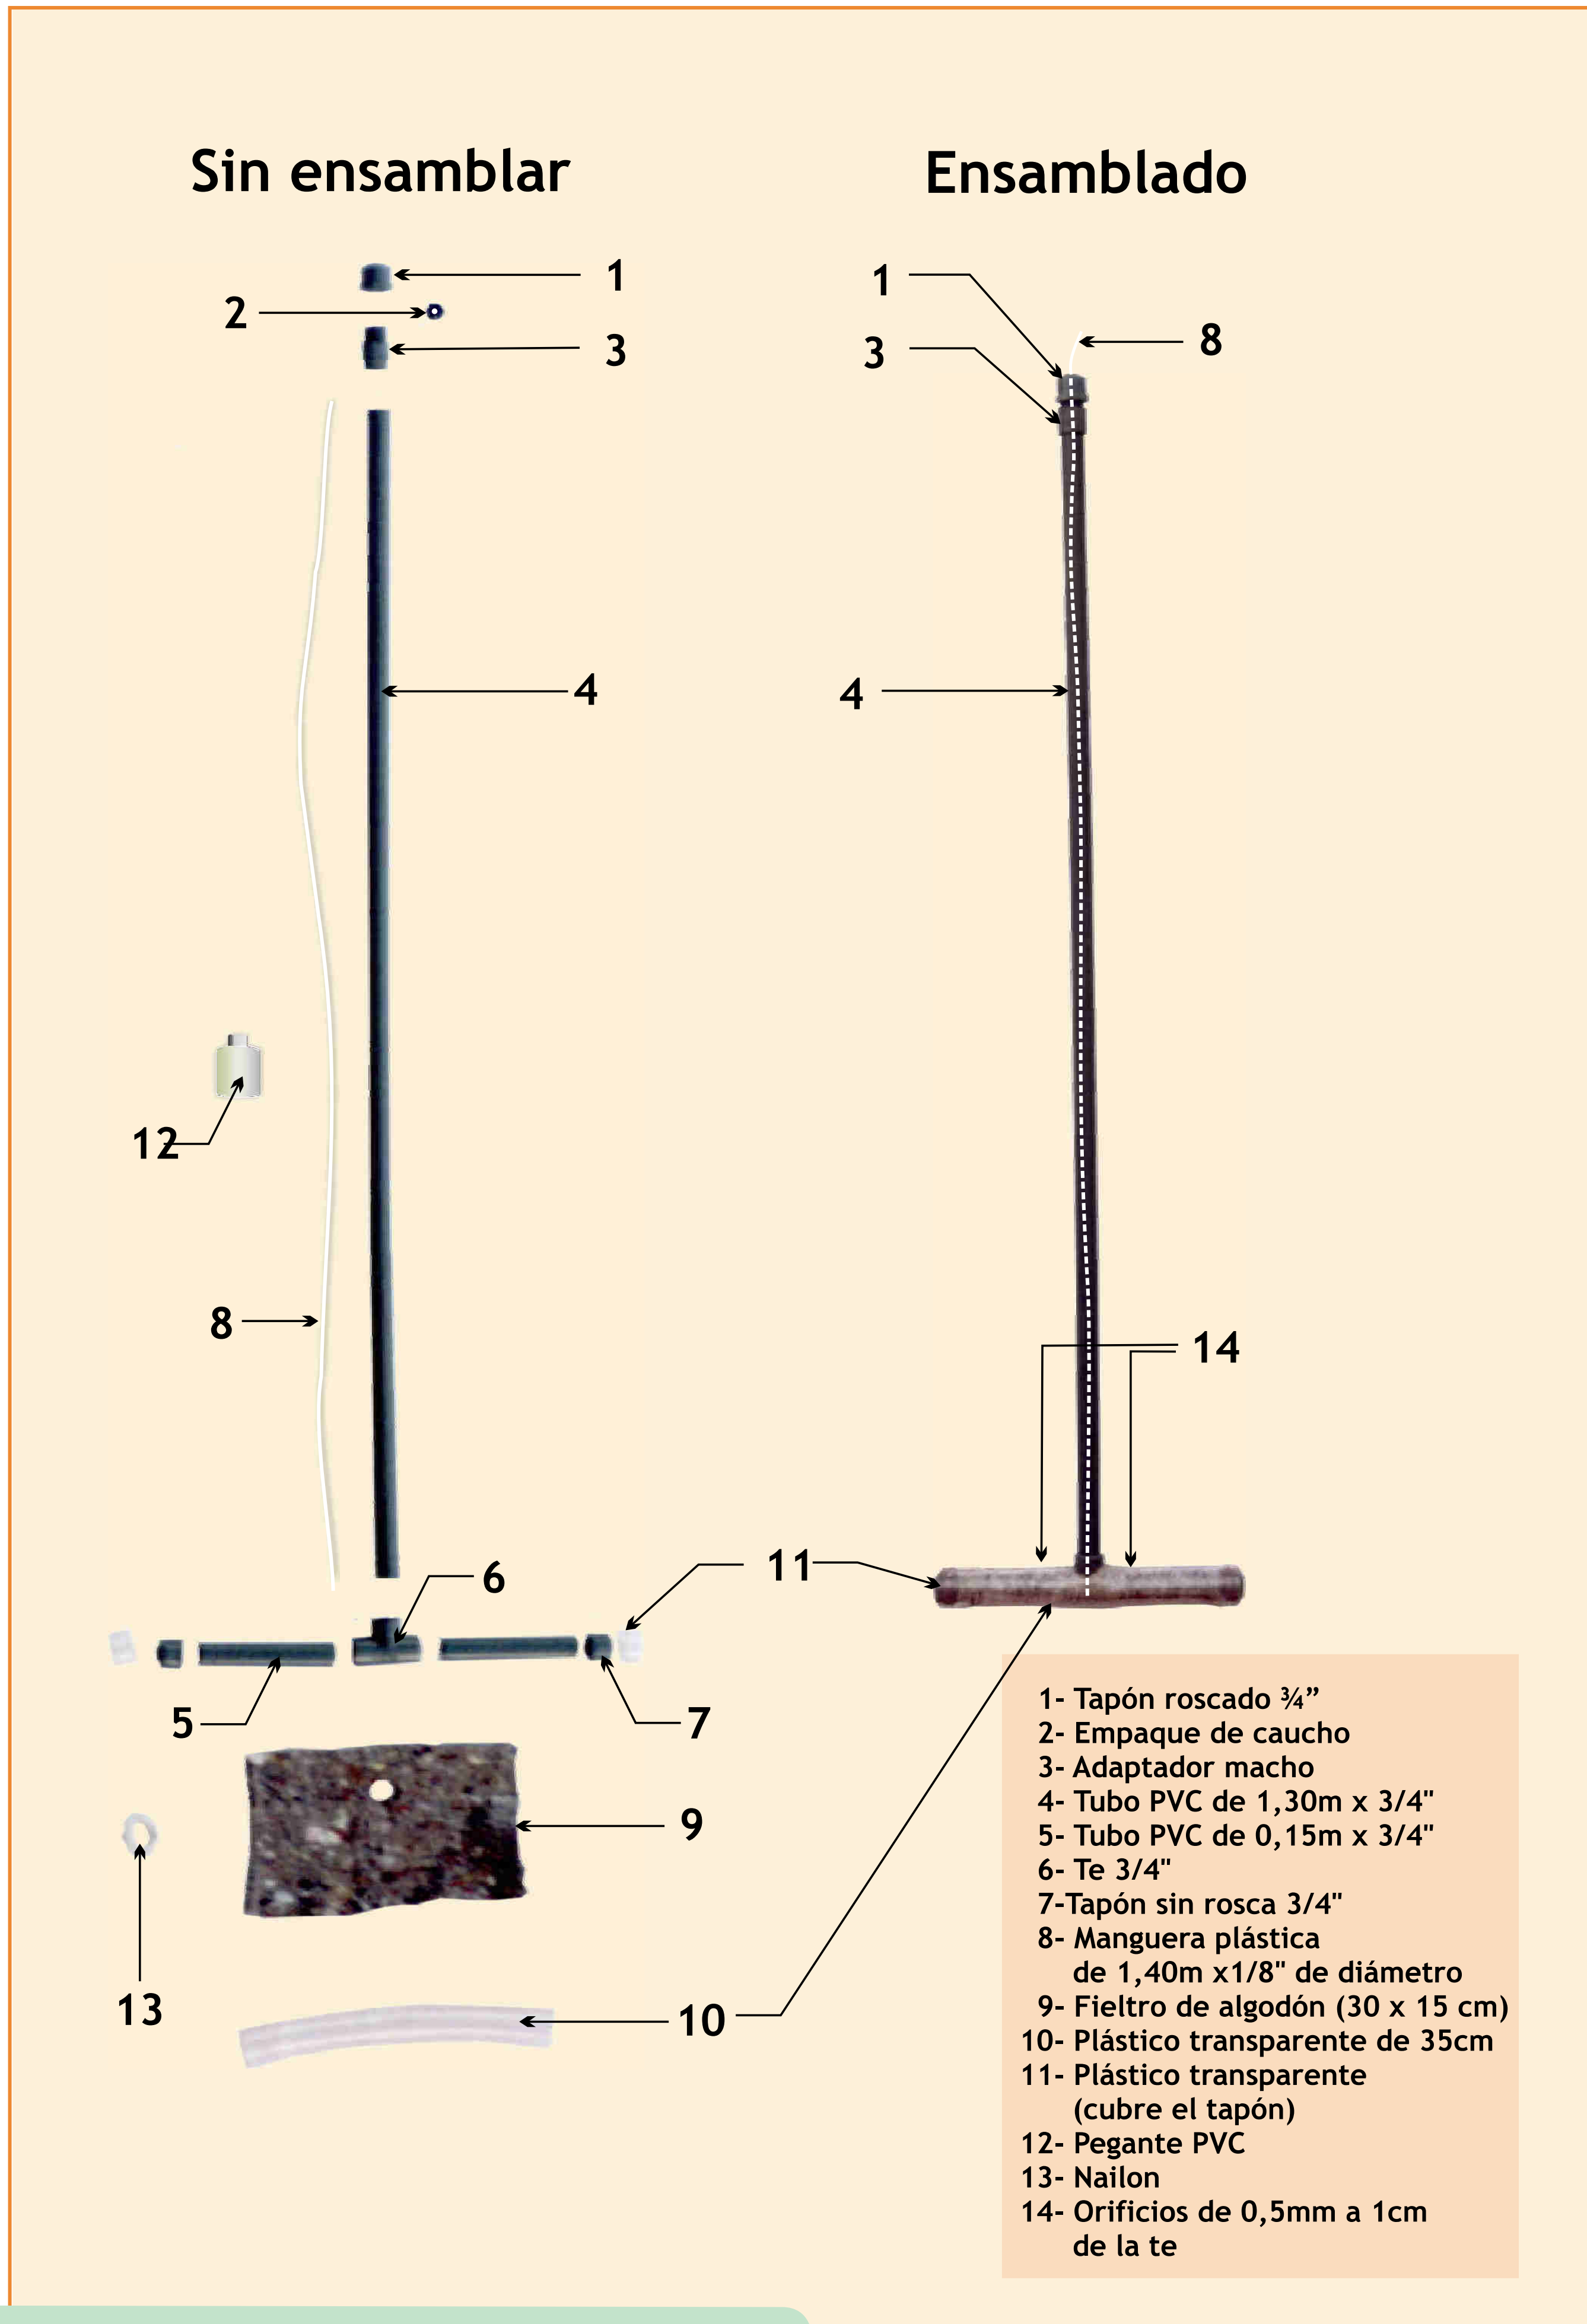 Sin ensamblar
Ensamblado
1
2
3
4
12
8
6
5
7
9
13
10
11
1
3
8
4
14
1- Tapón roscado ¾”
2- Empaque de caucho
3- Adaptador macho
4- Tubo PVC de 1,30m x 3/4"
5- Tubo PVC de 0,15m x 3/4"
6- Te 3/4"
7-Tapón sin rosca 3/4"
8- Manguera plástica
de 1,40m x1/8" de diámetro
9- Fieltro de algodón (30 x 15 cm)
10- Plástico transparente de 35cm
11- Plástico transparente
(cubre el tapón)
12- Pegante PVC
13- Nailon
14- Orificios de 0,5mm a 1cm
de la te